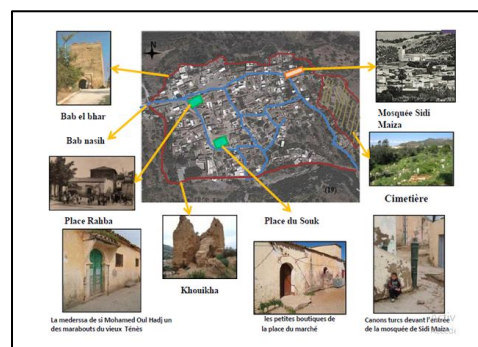 N
Bab el bhar
Mosquée Sidi
Maiza
Bab nasih
(19)
Cimetière
Place Rahba
Place du Souk
Khouikha
La mederssa de si Mohamed Oul Hadj un
des marabouts du vieux Ténès
les petites boutiques de
la place du marché
Canons turcs devant l'entrée
de la mosquée de Sidi Maiza